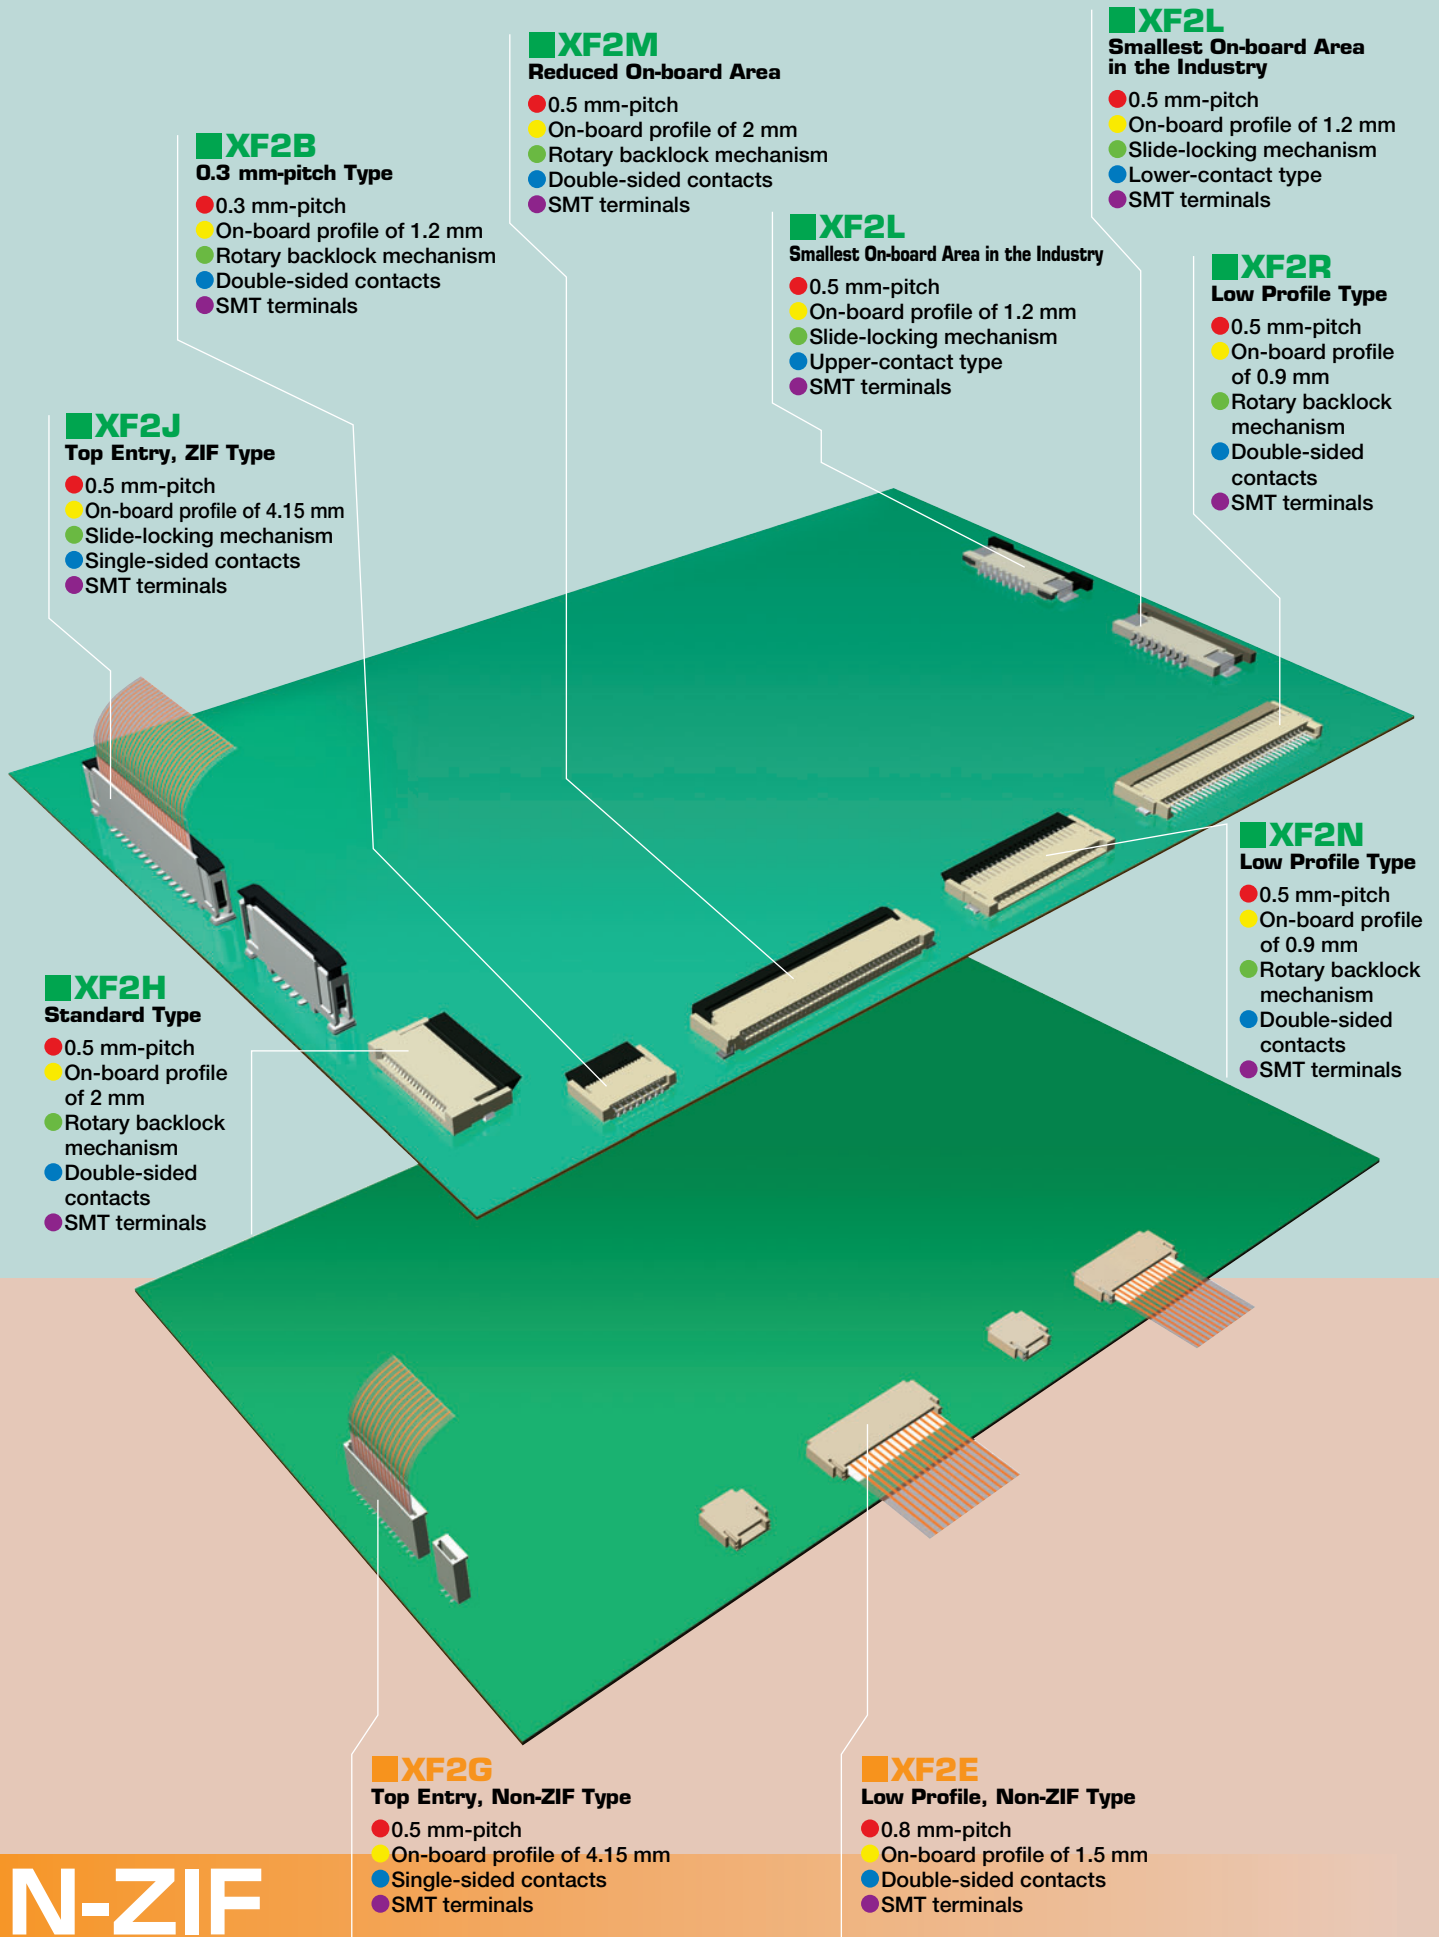 XF2L
Smallest On-board Area
in the Industry
0.5 mm-pitch
On-board profile of 1.2 mm
Slide-locking mechanism
Lower-contact type
SMT terminals
XF2M
Reduced On-board Area
0.5 mm-pitch
On-board profile of 2 mm
Rotary backlock mechanism
Double-sided contacts
SMT terminals
XF2B
0.3 mm-pitch Type
0.3 mm-pitch
On-board profile of 1.2 mm
Rotary backlock mechanism
Double-sided contacts
SMT terminals
XF2L
Smallest On-board Area in the Industry
0.5 mm-pitch
On-board profile of 1.2 mm
Slide-locking mechanism
Upper-contact type
SMT terminals
XF2R
Low Profile Type
0.5 mm-pitch
On-board profile
of 0.9 mm
Rotary backlock
mechanism
Double-sided
contacts
SMT terminals
XF2J
Top Entry, ZIF Type
0.5 mm-pitch
On-board profile of 4.15 mm
Slide-locking mechanism
Single-sided contacts
SMT terminals
XF2N
Low Profile Type
0.5 mm-pitch
On-board profile
of 0.9 mm
Rotary backlock
mechanism
Double-sided
contacts
SMT terminals
XF2H
Standard Type
0.5 mm-pitch
On-board profile
of 2 mm
Rotary backlock
mechanism
Double-sided
contacts
SMT terminals
XF2G
Top Entry, Non-ZIF Type
0.5 mm-pitch
On-board profile of 4.15 mm
Single-sided contacts
SMT terminals
XF2E
Low Profile, Non-ZIF Type
0.8 mm-pitch
On-board profile of 1.5 mm
Double-sided contacts
SMT terminals
N-ZIF